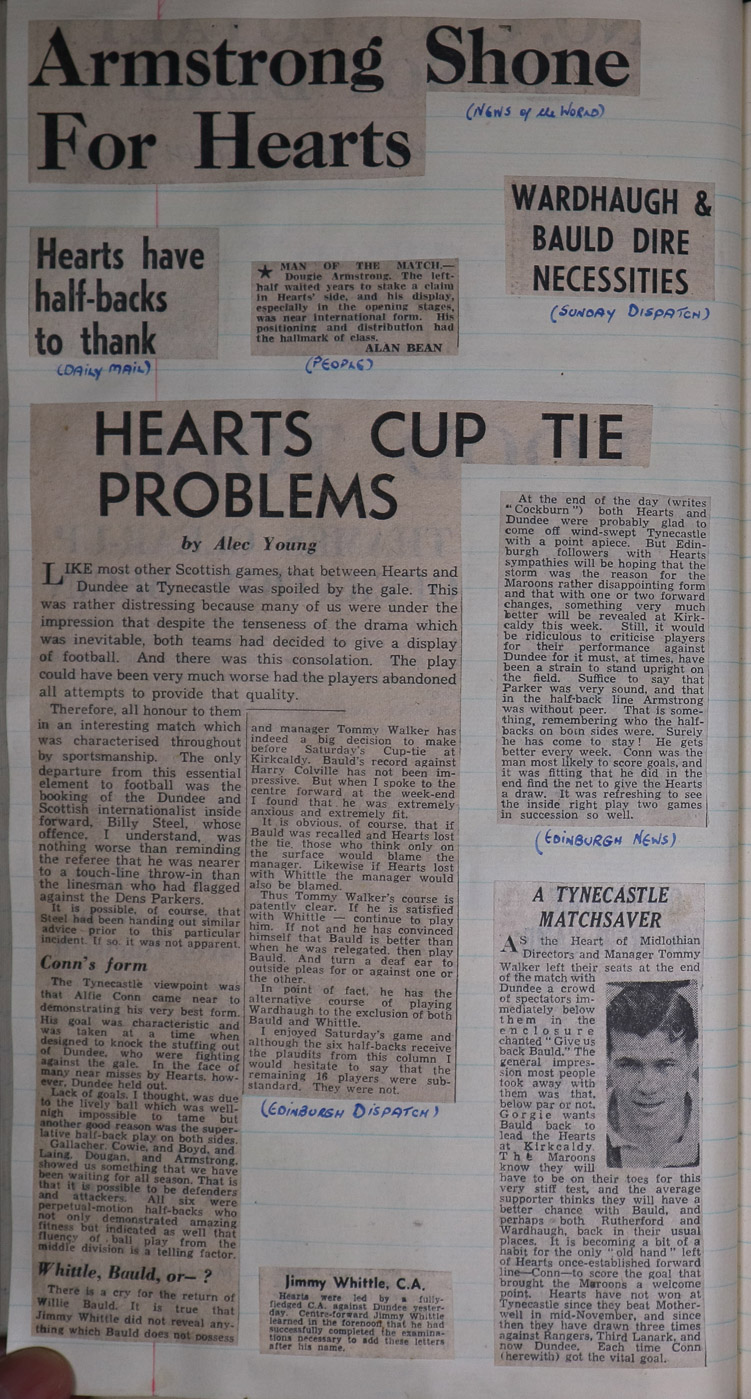 Armstrong Shone
For Hearts
(NEWS of the WORLD)
WARDHAUGH &
BAULD DIRE
NECESSITIES
(SUNDAY DISPATCH)
Hearts have
half-backs
to thank
(DAILY MAIL)
★ MAN OF THE MATCH.—
Dougie Armstrong. The left-
half waited years to stake a claim
in Hearts' side, and his display,
especially in the opening stages,
was near international form. His
positioning and distribution had
the hallmark of class.
ALAN BEAN
(PEOPLE)
HEARTS CUP TIE
PROBLEMS
by Alec Young
LIKE most other Scottish games, that between Hearts and
Dundee at Tynecastle was spoiled by the gale. This
was rather distressing because many of us were under the
impression that despite the tenseness of the drama which
was inevitable, both teams had decided to give a display
of football. And there was this consolation. The play
could have been very much worse had the players abandoned
all attempts to provide that quality.
Therefore, all honour to them
in an interesting match which
was characterised throughout
by sportsmanship. The only
departure from this essential
element to football was the
booking of the Dundee and
Scottish internationalist inside
forward, Billy Steel, whose
offence, I understand, was
nothing worse than reminding
the referee that he was nearer
to a touch-line throw-in than
the linesman who had flagged
against the Dens Parkers.
It is possible, of course, that
Steel had been handing out similar
advice prior to this particular
incident. If so, it was not apparent.
Conn's form
The Tynecastle viewpoint was
that Alfie Conn came near to
demonstrating his very best form.
His goal was characteristic and
was taken at a time when
designed to knock the stuffing out
of Dundee, who were fighting
against the gale. In the face of
many near misses by Hearts, how-
ever, Dundee held out.
Lack of goals, I thought, was due
to the lively ball which was well-
nigh impossible to tame but
another good reason was the super-
lative half-back play on both sides.
Gallacher, Cowie, and Boyd, and
Laing, Dougan, and Armstrong,
showed us something that we have
been waiting for all season. That is
that it is possible to be defenders
and attackers. All six were
perpetual-motion half-backs who
not only demonstrated amazing
fitness but indicated as well that
fluency of ball play from the
middle division is a telling factor.
Whittle, Bauld, or— ?
There is a cry for the return of
Willie Bauld. It is true that
Jimmy Whittle did not reveal any-
thing which Bauld does not possess
and manager Tommy Walker has
indeed a big decision to make
before Saturday's Cup-tie at
Kirkcaldy. Bauld's record against
Harry Colville has not been im-
pressive. But when I spoke to the
centre forward at the week-end
I found that he was extremely
anxious and extremely fit.
It is obvious, of course, that if
Bauld was recalled and Hearts lost
the tie, those who think only on
the surface would blame the
manager. Likewise if Hearts lost
with Whittle the manager would
also be blamed.
Thus Tommy Walker's course is
patently clear. If he is satisfied
with Whittle — continue to play
him. If not and he has convinced
himself that Bauld is better than
when he was relegated, then play
Bauld. And turn a deaf ear to
outside pleas for or against one or
the other.
In point of fact, he has the
alternative course of playing
Wardhaugh to the exclusion of both
Bauld and Whittle.
I enjoyed Saturday's game and
although the six half-backs receive
the plaudits from this column I
would hesitate to say that the
remaining 16 players were sub-
standard. They were not.
(EDINBURGH DISPATCH)
Jimmy Whittle, C.A.
Hearts were led by a fully-
fledged C.A. against Dundee yester-
day. Centre-forward Jimmy Whittle
learned in the forenoon that he had
successfully completed the examina-
tions necessary to add these letters
after his name.
At the end of the day (writes
"Cockburn") both Hearts and
Dundee were probably glad to
come off wind-swept Tynecastle
with a point apiece. But Edin-
burgh followers with Hearts
sympathies will be hoping that the
storm was the reason for the
Maroons rather disappointing form
and that with one or two forward
changes, something very much
better will be revealed at Kirk-
caldy this week. Still, it would
be ridiculous to criticise players
for their performance against
Dundee for it must, at times, have
been a strain to stand upright on
the field. Suffice to say that
Parker was very sound, and that
in the half-back line Armstrong
was without peer. That is some-
thing, remembering who the half-
backs on both sides were. Surely
he has come to stay! He gets
better every week. Conn was the
man most likely to score goals, and
it was fitting that he did in the
end find the net to give the Hearts
a draw. It was refreshing to see
the inside right play two games
in succession so well.
(EDINBURGH NEWS)
A TYNECASTLE
MATCHSAVER
AS the Heart of Midlothian
Directors and Manager Tommy
Walker left their seats at the end
of the match with
Dundee a crowd
of spectators im-
mediately below
them in the
enclosure
chanted "Give us
back Bauld." The
general impres-
sion most people
took away with
them was that,
below par or not,
Gorgie wants
Bauld back to
lead the Hearts
at Kirkcaldy.
The Maroons
know they will
have to be on their toes for this
very stiff test, and the average
supporter thinks they will have a
better chance with Bauld, and
perhaps both Rutherford and
Wardhaugh, back in their usual
places. It is becoming a bit of a
habit for the only "old hand" left
of Hearts once-established forward
line—Conn—to score the goal that
brought the Maroons a welcome
point. Hearts have not won at
Tynecastle since they beat Mother-
well in mid-November, and since
then they have drawn three times
against Rangers, Third Lanark, and
now Dundee. Each time Conn
(herewith) got the vital goal.